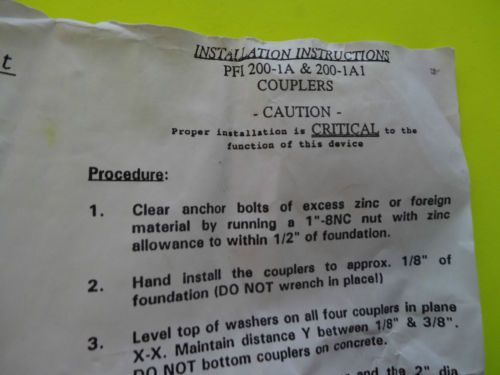 t
INSTALLATION INSTRUCTIONS
PFI 200-1A & 200-1A1
COUPLERS
- CAUTION -
Proper installation is CRITICAL to the
function of this device
Procedure:
1. Clear anchor bolts of excess zinc or foreign
material by running a 1"-8NC nut with zinc
allowance to within 1/2" of foundation.
2. Hand install the couplers to approx. 1/8" of
foundation (DO NOT wrench in place!)
3. Level top of washers on all four couplers in plane
X-X. Maintain distance Y between 1/8" & 3/8".
DO NOT bottom couplers on concrete.
" and the 2" dia